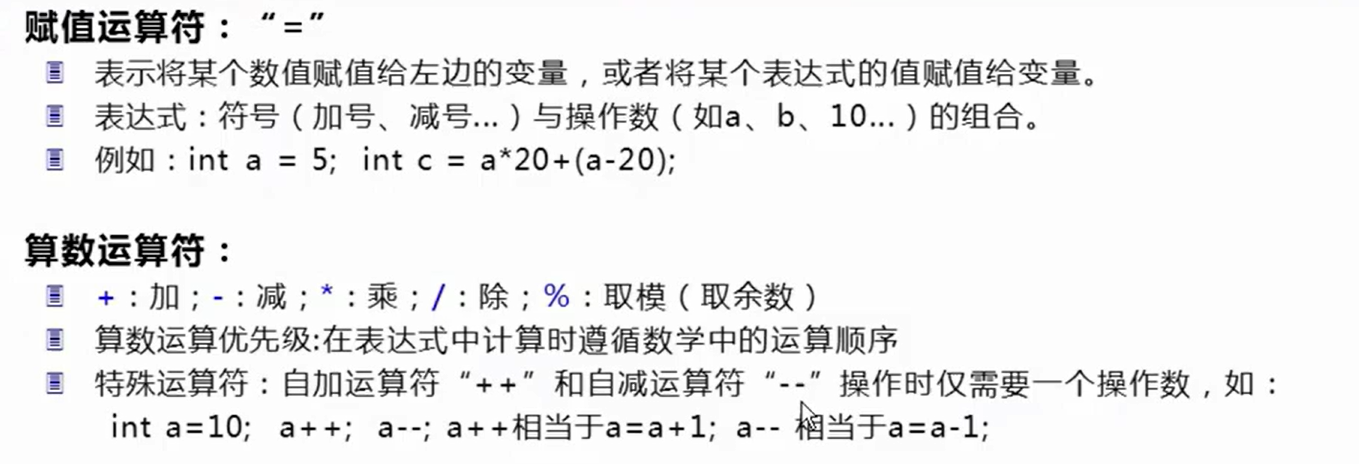 赋值运算符：“=”
表示将某个数值赋值给左边的变量，或者将某个表达式的值赋值给变量。
表达式：符号（加号、减号...）与操作数（如a、b、10...）的组合。
例如：int a = 5; int c = a*20+(a-20);
算数运算符：
+：加；-：减；*：乘；/：除；%：取模（取余数）
算数运算优先级:在表达式中计算时遵循数学中的运算顺序
特殊运算符：自加运算符“++”和自减运算符“--”操作时仅需要一个操作数，如：
int a=10; a++; a--; a++相当于a=a+1; a-- 相当于a=a-1;